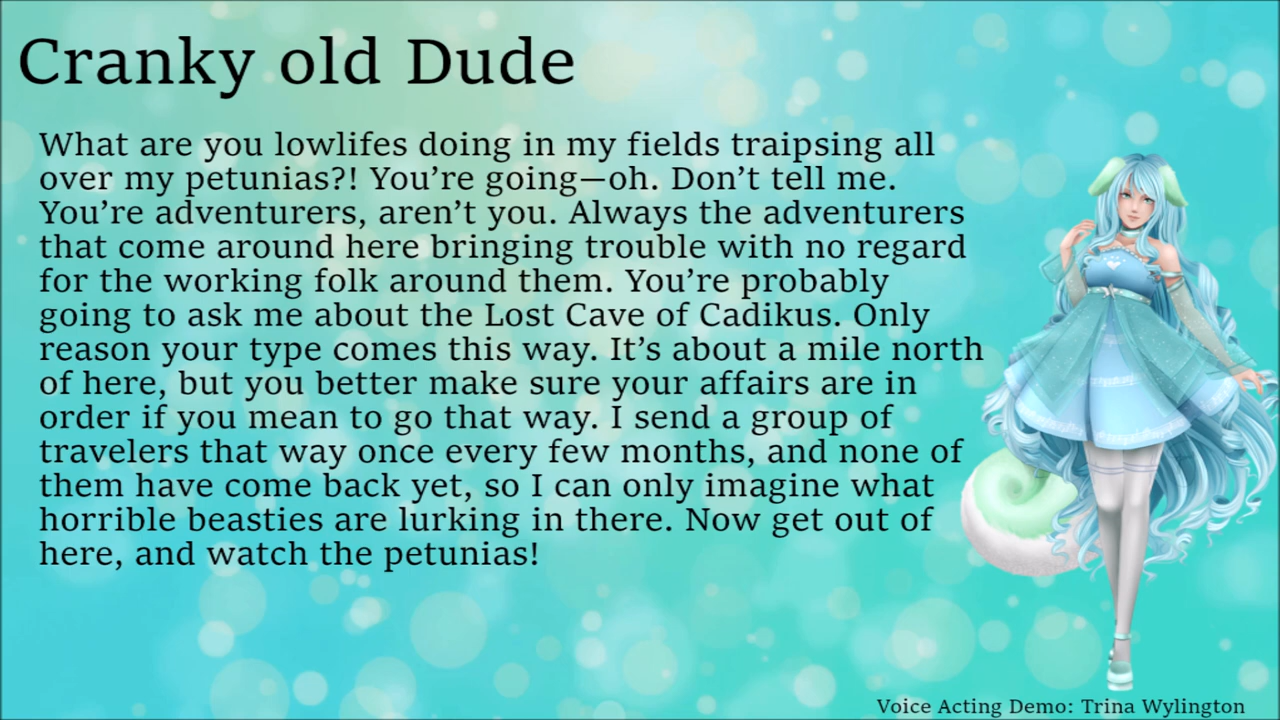 Cranky old Dude
What are you lowlifes doing in my fields traipsing all
over my petunias?! You’re going—oh. Don’t tell me.
You’re adventurers, aren’t you. Always the adventurers
that come around here bringing trouble with no regard
for the working folk around them. You’re probably
going to ask me about the Lost Cave of Cadikus. Only
reason your type comes this way. It’s about a mile north
of here, but you better make sure your affairs are in
order if you mean to go that way. I send a group of
travelers that way once every few months, and none of
them have come back yet, so I can only imagine what
horrible beasties are lurking in there. Now get out of
here, and watch the petunias!
Voice Acting Demo: Trina Wylington